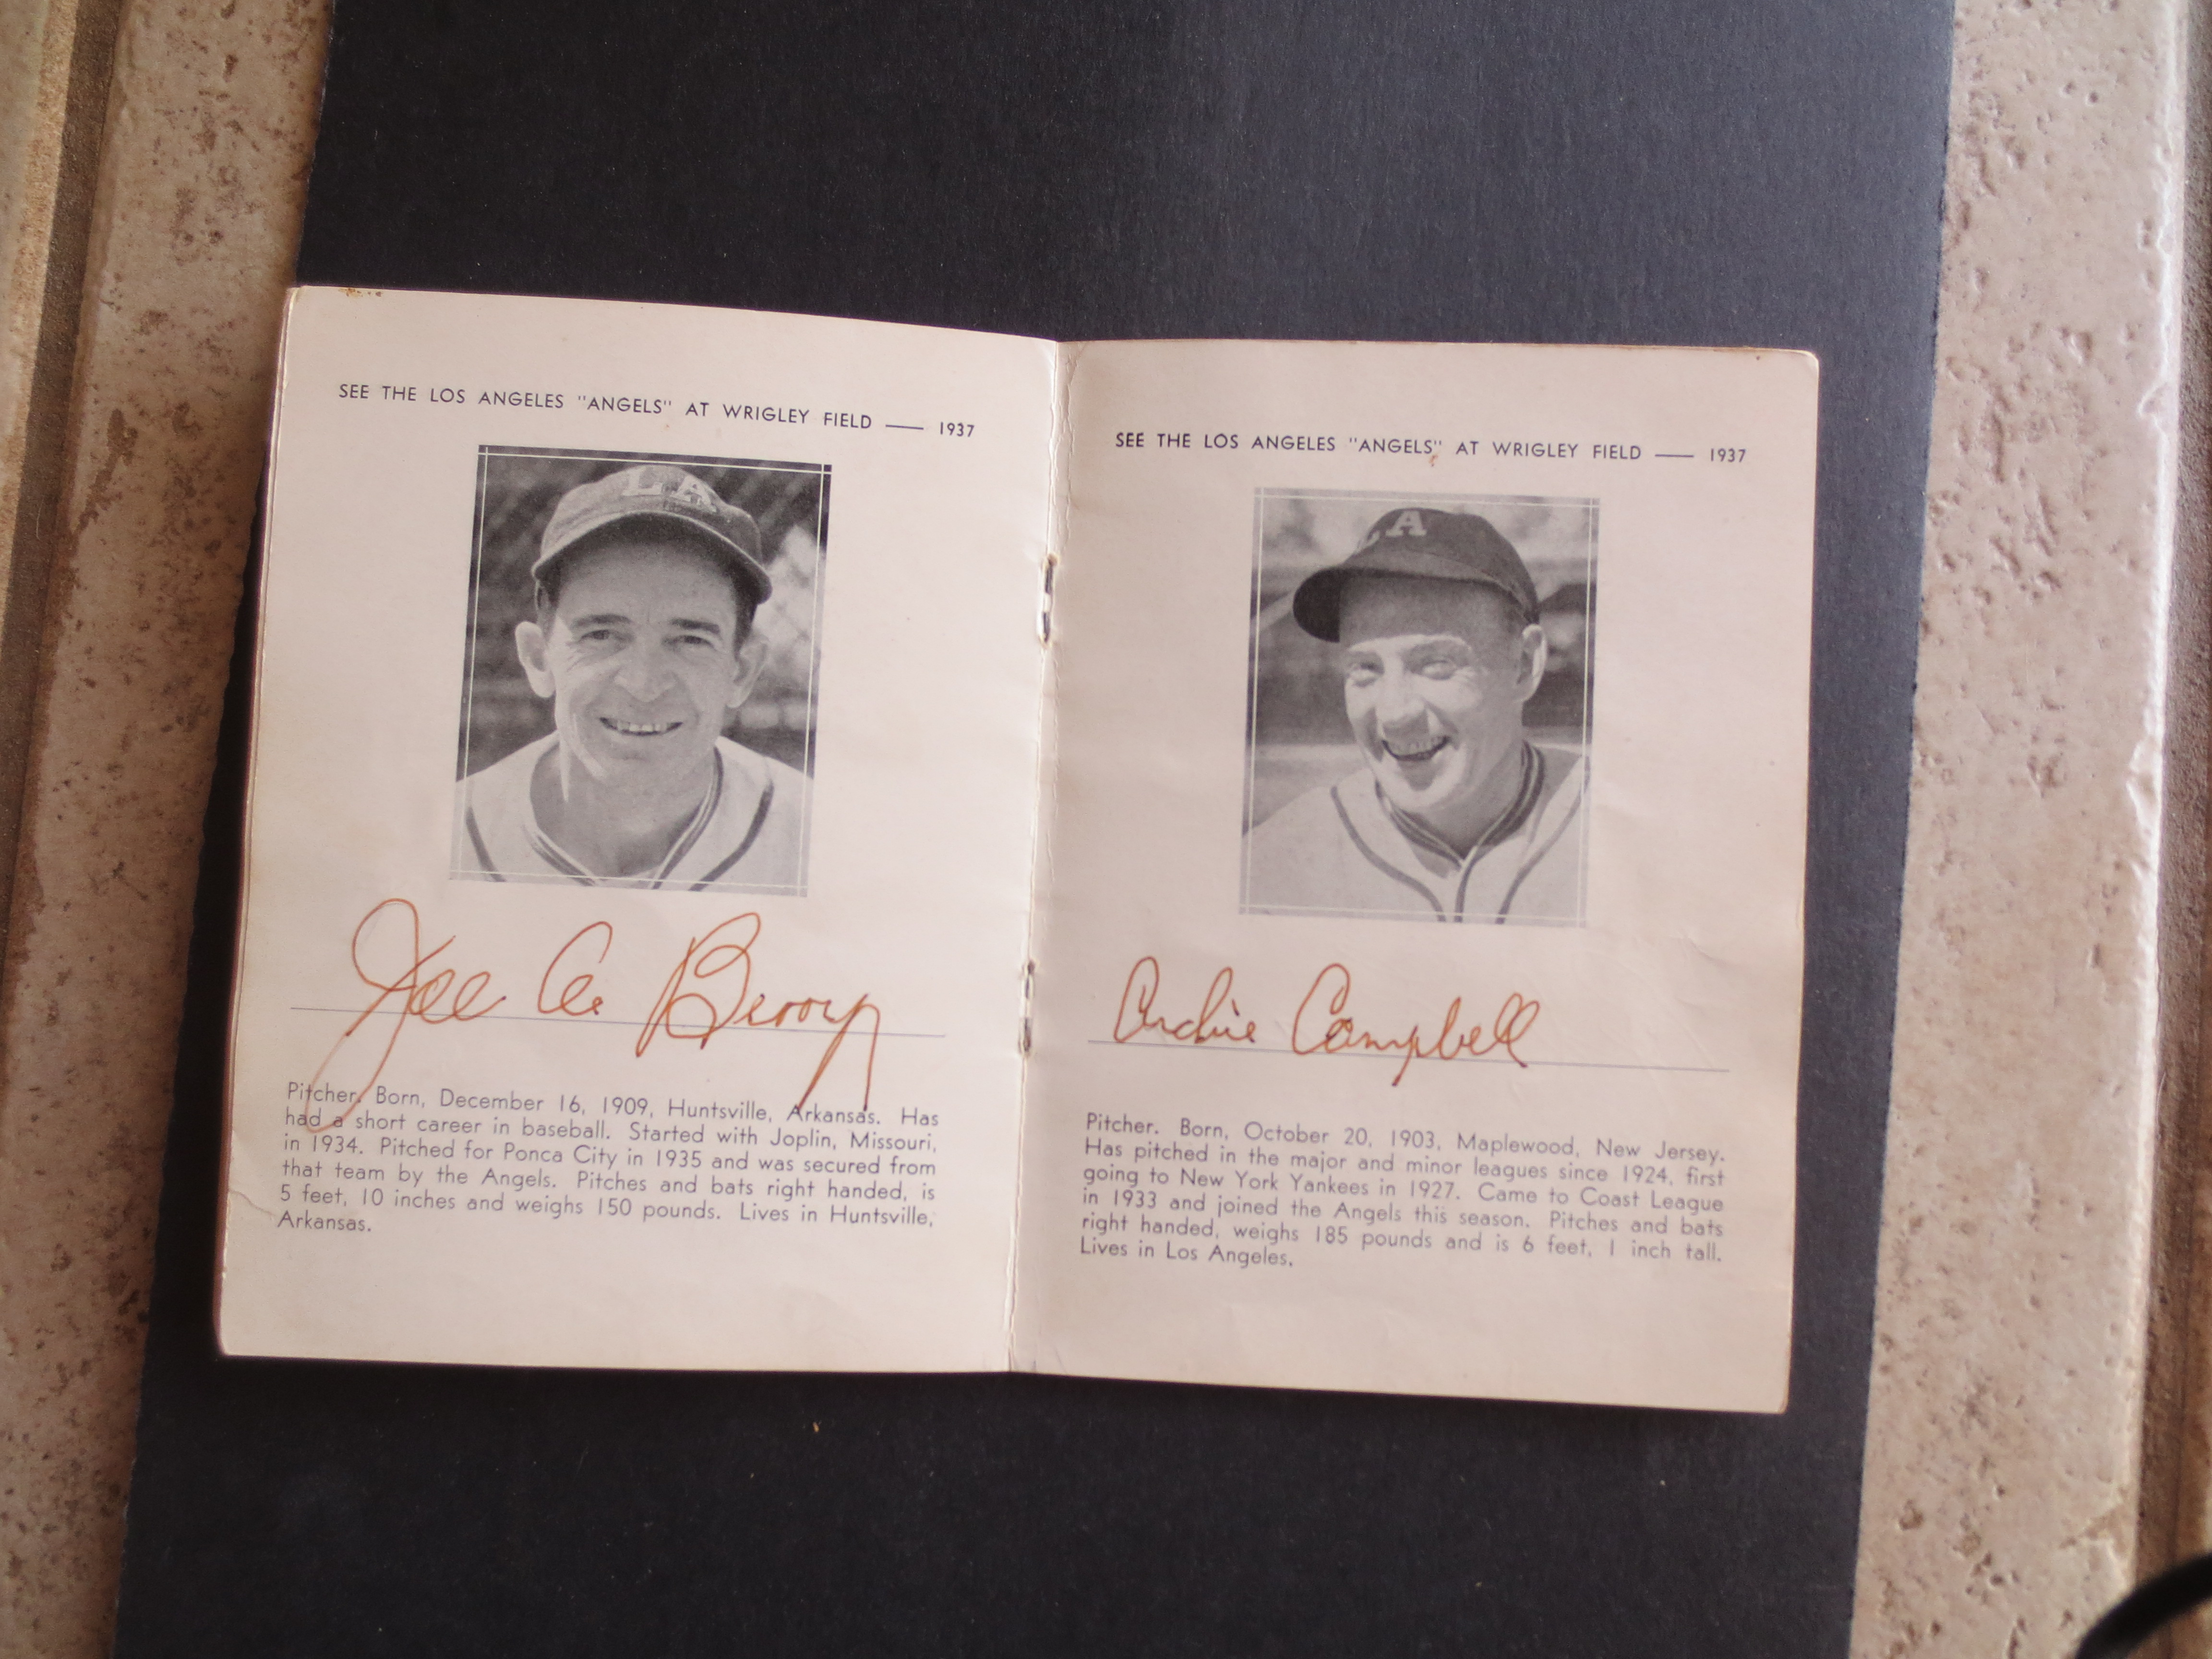 SEE THE LOS ANGELES "ANGELS" AT WRIGLEY FIELD —— 1937
LA
Joe A. Berry
Pitcher. Born, December 16, 1909, Huntsville, Arkansas. Has
had a short career in baseball. Started with Joplin, Missouri,
in 1934. Pitched for Ponca City in 1935 and was secured from
that team by the Angels. Pitches and bats right handed, is
5 feet, 10 inches and weighs 150 pounds. Lives in Huntsville,
Arkansas.
SEE THE LOS ANGELES "ANGELS" AT WRIGLEY FIELD —— 1937
LA
Archie Campbell
Pitcher. Born, October 20, 1903, Maplewood, New Jersey.
Has pitched in the major and minor leagues since 1924, first
going to New York Yankees in 1927. Came to Coast League
in 1933 and joined the Angels this season. Pitches and bats
right handed, weighs 185 pounds and is 6 feet, 1 inch tall.
Lives in Los Angeles.